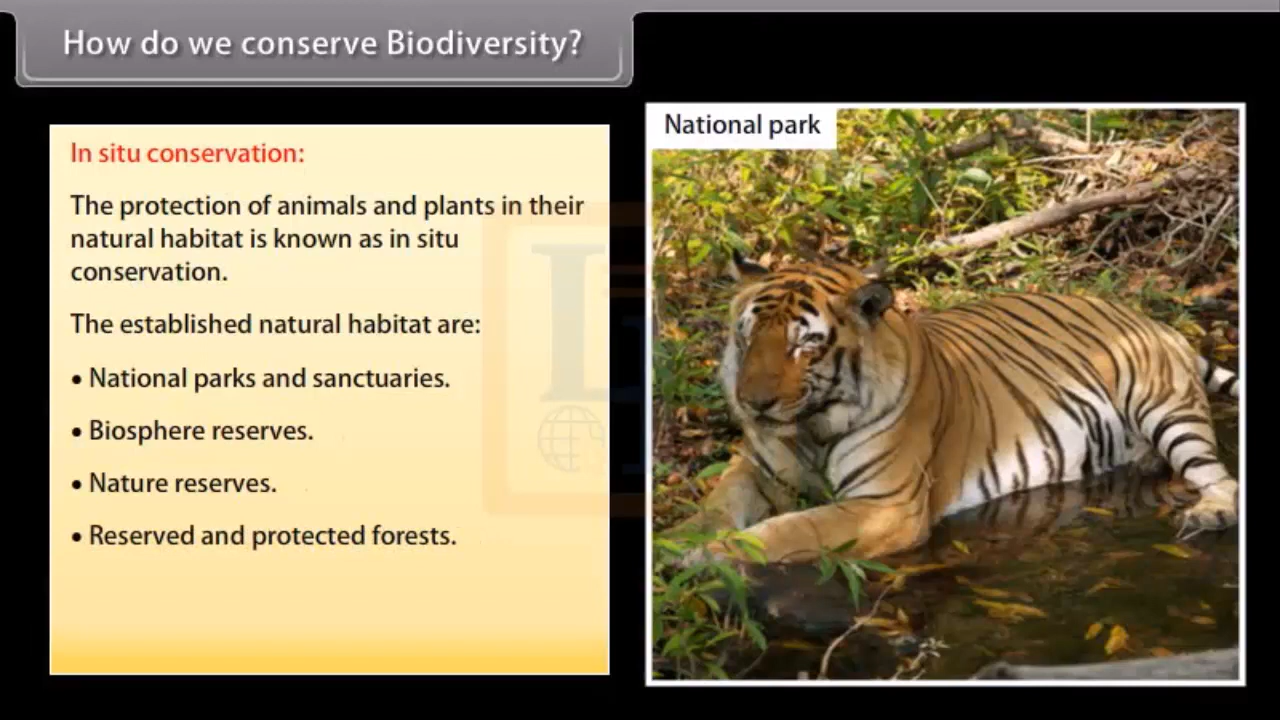 How do we conserve Biodiversity?
National park
In situ conservation:
The protection of animals and plants in their
natural habitat is known as in situ
conservation.
The established natural habitat are:
• National parks and sanctuaries.
• Biosphere reserves.
• Nature reserves.
• Reserved and protected forests.